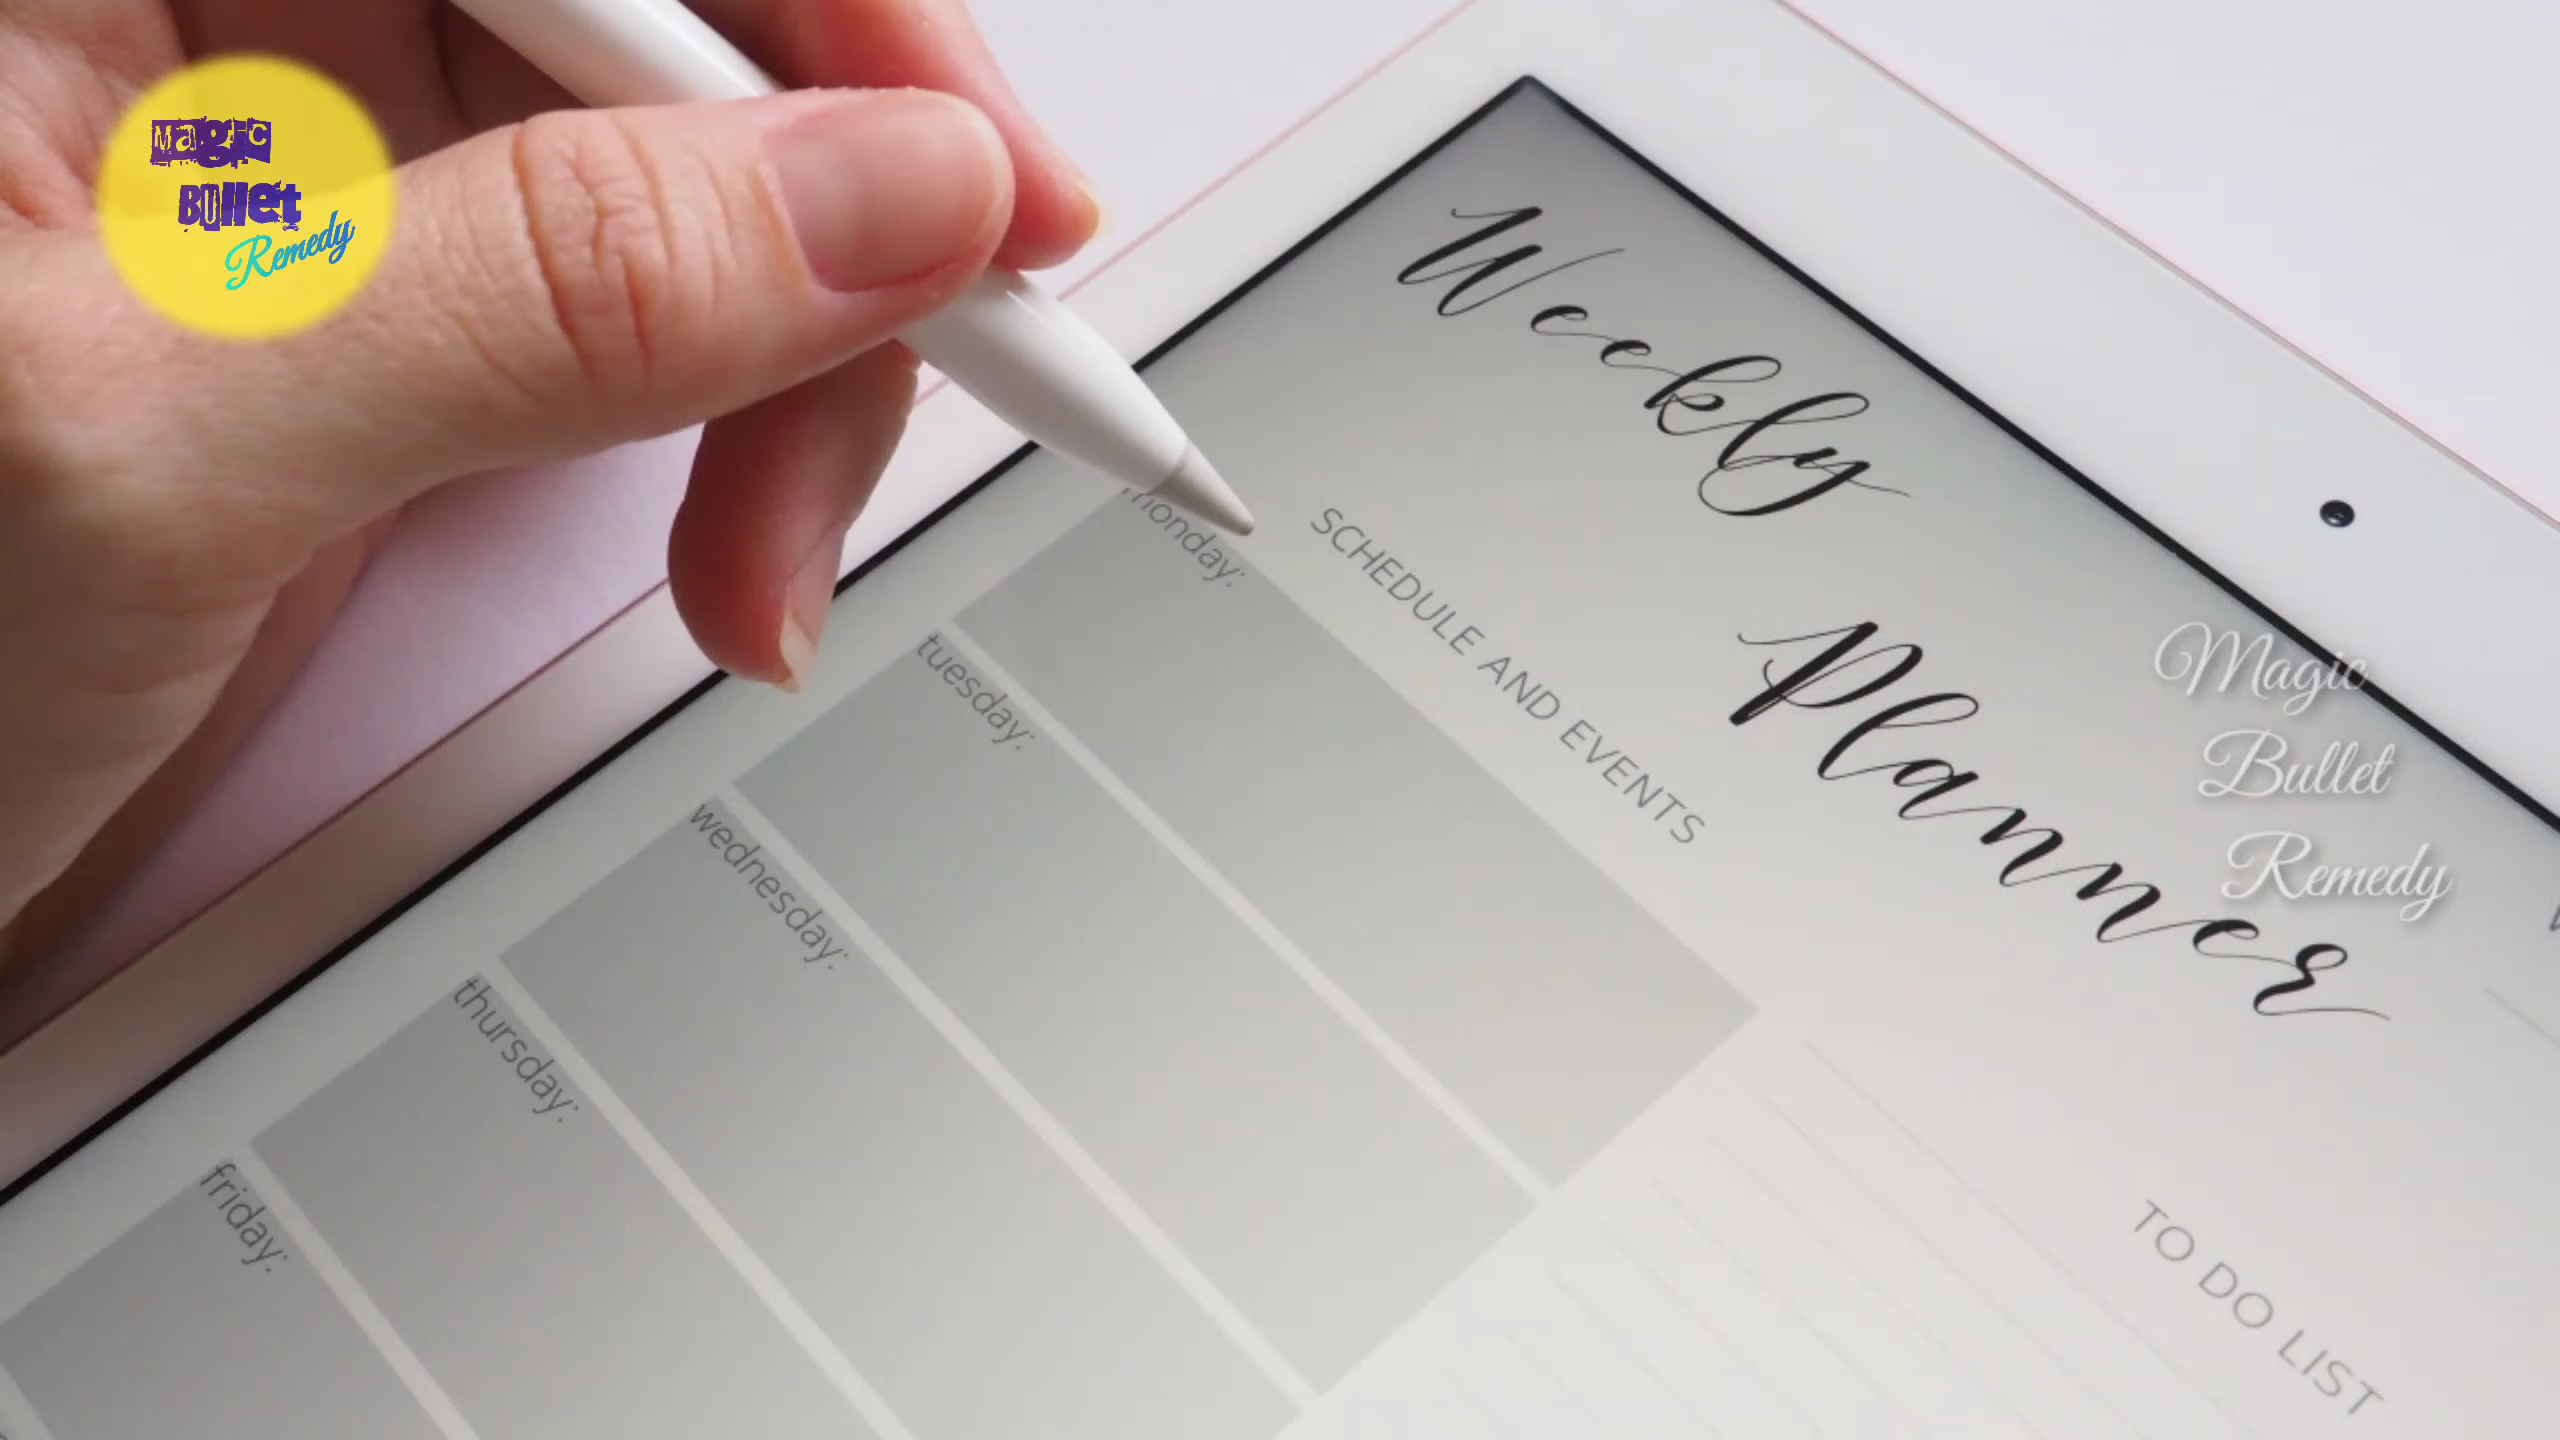 Magic
Bullet
Remedy
Weekly
Planner
SCHEDULE AND EVENTS
monday:
tuesday:
wednesday:
thursday:
friday:
TO DO LIST
Magic
Bullet
Remedy